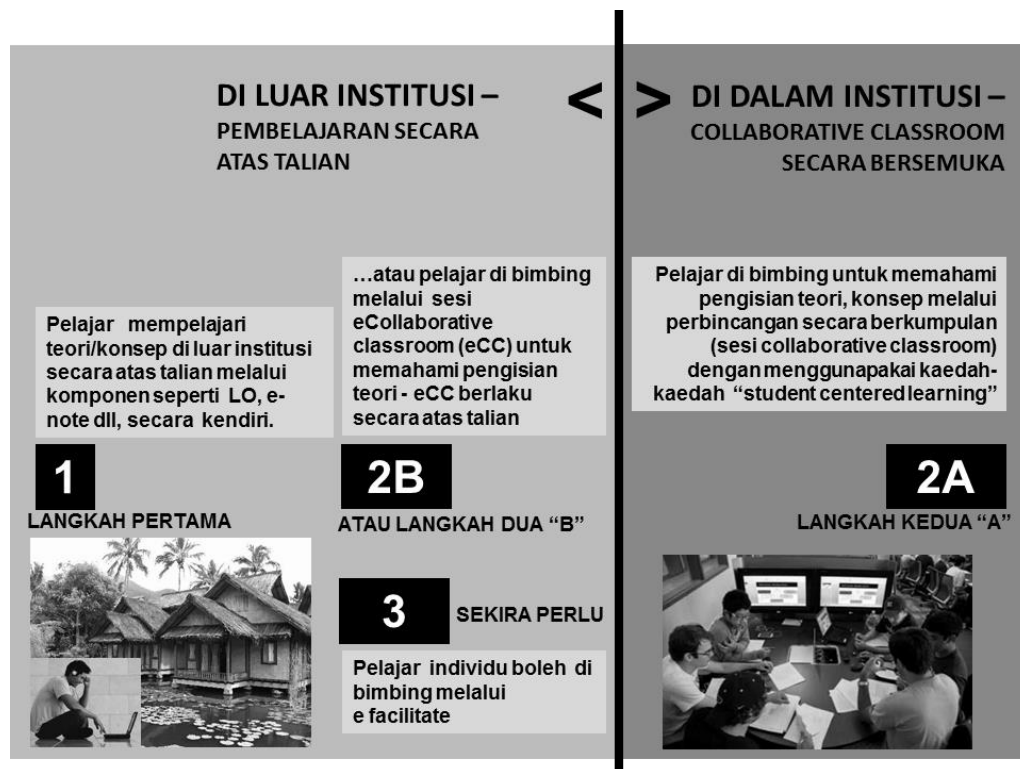 DI LUAR INSTITUSI –
PEMBELAJARAN SECARA
ATAS TALIAN
<
>
DI DALAM INSTITUSI –
COLLABORATIVE CLASSROOM
SECARA BERSEMUKA
Pelajar mempelajari
teori/konsep di luar institusi
secara atas talian melalui
komponen seperti LO, e-
note dll, secara kendiri.
1
LANGKAH PERTAMA
…atau pelajar di bimbing
melalui sesi
eCollaborative
classroom (eCC) untuk
memahami pengisian
teori - eCC berlaku
secara atas talian
2B
ATAU LANGKAH DUA “B”
3
SEKIRA PERLU
Pelajar individu boleh di
bimbing melalui
e facilitate
Pelajar di bimbing untuk memahami
pengisian teori, konsep melalui
perbincangan secara berkumpulan
(sesi collaborative classroom)
dengan menggunapakai kaedah-
kaedah “student centered learning”
2A
LANGKAH KEDUA “A”